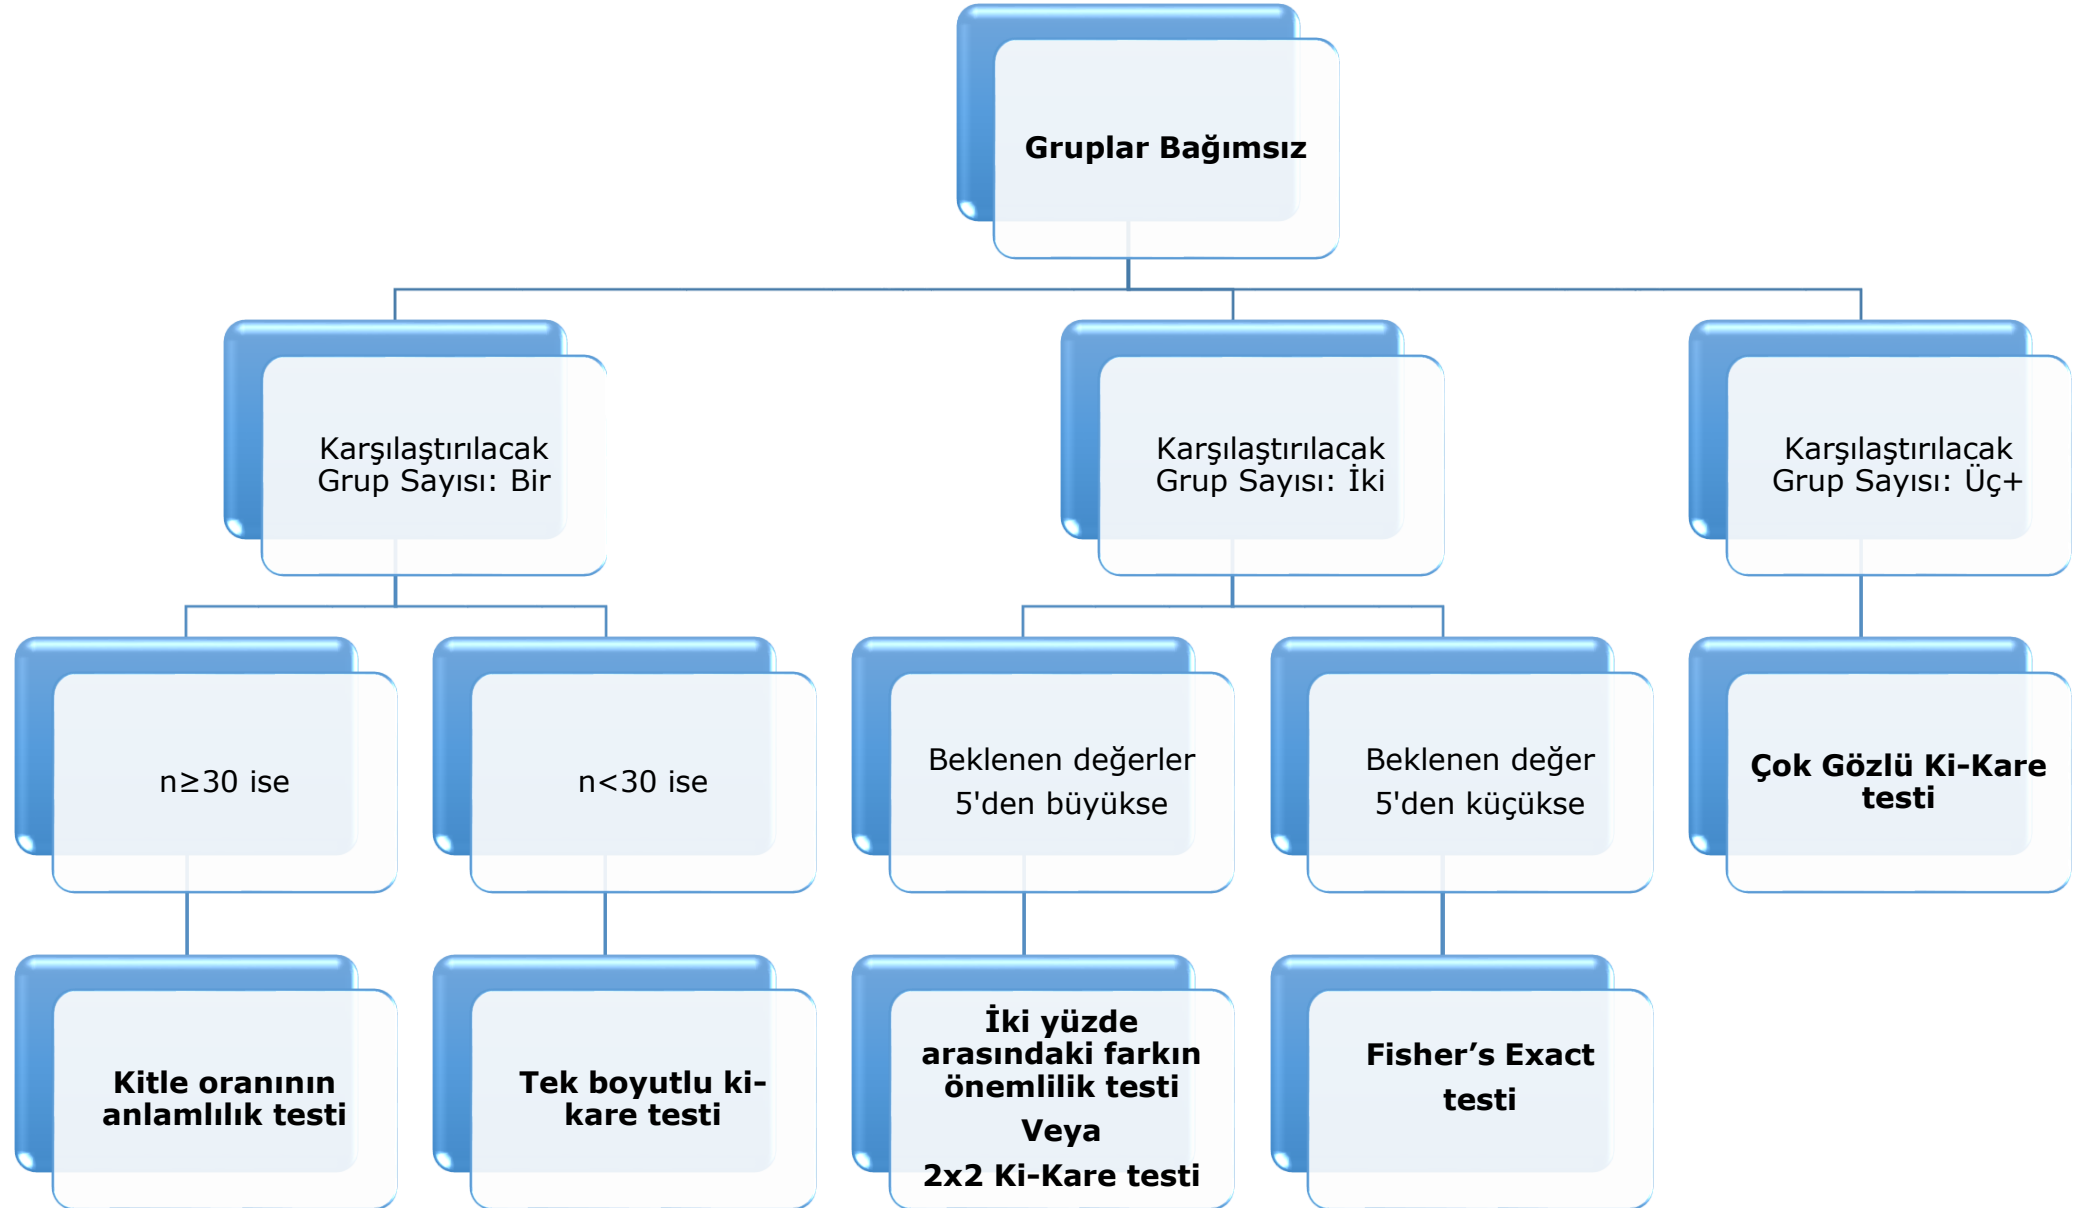 Gruplar Bağımsız
Karşılaştırılacak
Grup Sayısı: Bir
Karşılaştırılacak
Grup Sayısı: İki
Karşılaştırılacak
Grup Sayısı: Üç+
n≥30 ise
n<30 ise
Beklenen değerler
5'den büyükse
Beklenen değer
5'den küçükse
Çok Gözlü Ki-Kare
testi
Kitle oranının
anlamlılık testi
Tek boyutlu ki-
kare testi
İki yüzde
arasındaki farkın
önemlilik testi
Veya
2x2 Ki-Kare testi
Fisher’s Exact
testi